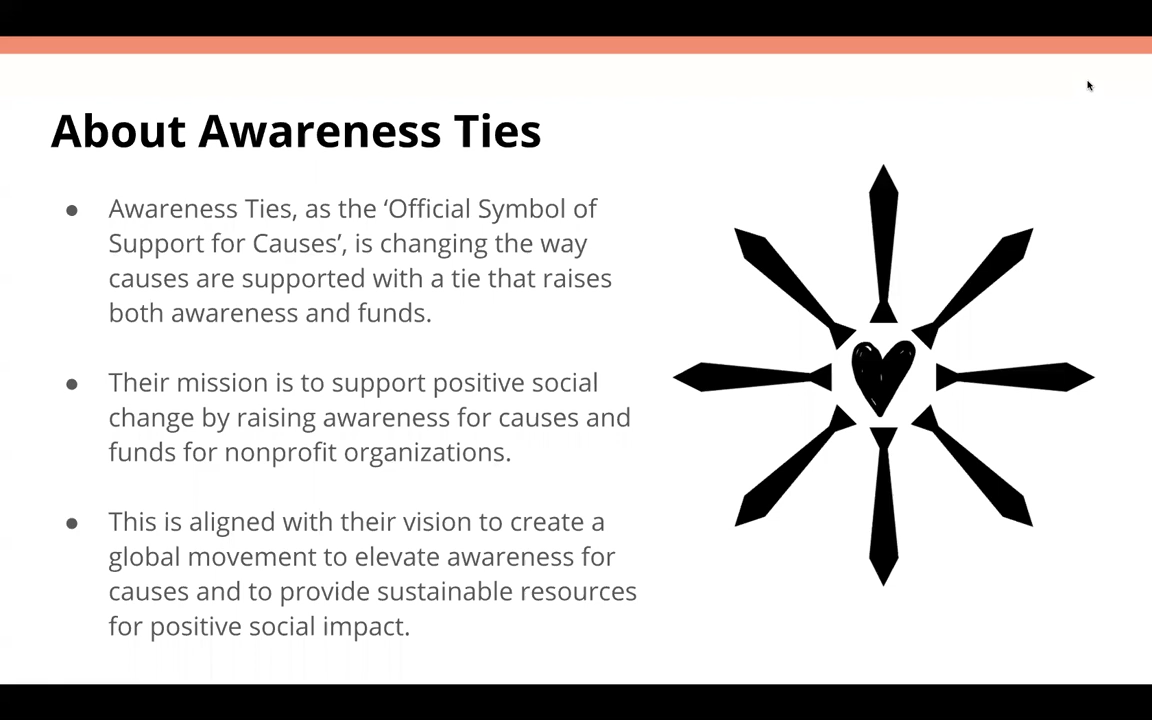 About Awareness Ties
● Awareness Ties, as the ‘Official Symbol of
Support for Causes’, is changing the way
causes are supported with a tie that raises
both awareness and funds.
● Their mission is to support positive social
change by raising awareness for causes and
funds for nonprofit organizations.
● This is aligned with their vision to create a
global movement to elevate awareness for
causes and to provide sustainable resources
for positive social impact.